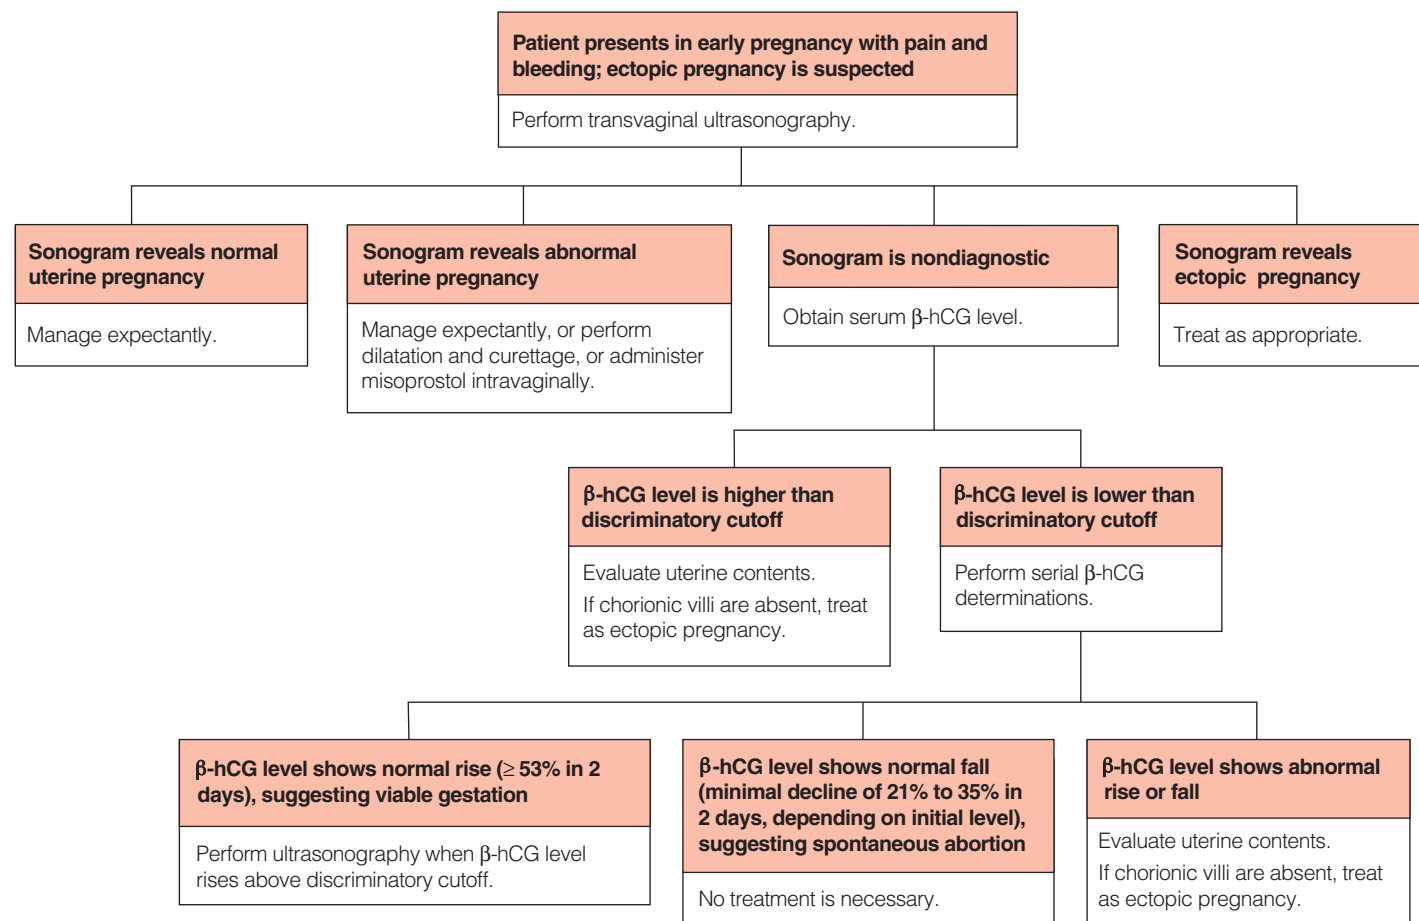 Patient presents in early pregnancy with pain and
bleeding; ectopic pregnancy is suspected
Perform transvaginal ultrasonography.
Sonogram reveals normal
uterine pregnancy
Manage expectantly.
Sonogram reveals abnormal
uterine pregnancy
Manage expectantly, or perform
dilatation and curettage, or administer
misoprostol intravaginally.
Sonogram is nondiagnostic
Obtain serum β-hCG level.
Sonogram reveals
ectopic pregnancy
Treat as appropriate.
β-hCG level is higher than
discriminatory cutoff
Evaluate uterine contents.
If chorionic villi are absent, treat
as ectopic pregnancy.
β-hCG level is lower than
discriminatory cutoff
Perform serial β-hCG
determinations.
β-hCG level shows normal rise (≥ 53% in 2
days), suggesting viable gestation
Perform ultrasonography when β-hCG level
rises above discriminatory cutoff.
β-hCG level shows normal fall
(minimal decline of 21% to 35% in
2 days, depending on initial level),
suggesting spontaneous abortion
No treatment is necessary.
β-hCG level shows abnormal
rise or fall
Evaluate uterine contents.
If chorionic villi are absent, treat
as ectopic pregnancy.